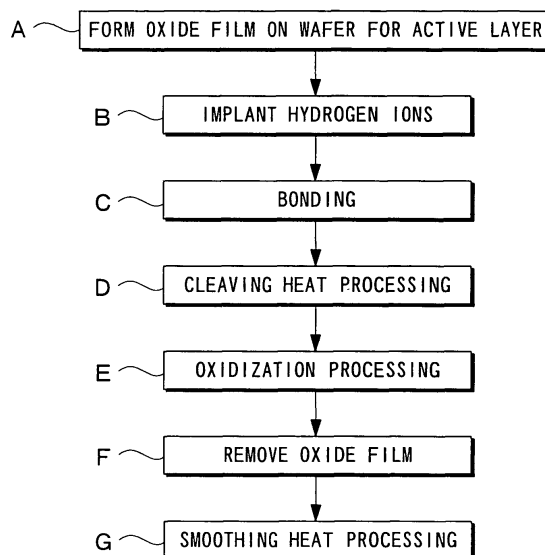 A FORM OXIDE FILM ON WAFER FOR ACTIVE LAYER
B IMPLANT HYDROGEN IONS
C BONDING
D CLEAVING HEAT PROCESSING
E OXIDIZATION PROCESSING
F REMOVE OXIDE FILM
G SMOOTHING HEAT PROCESSING